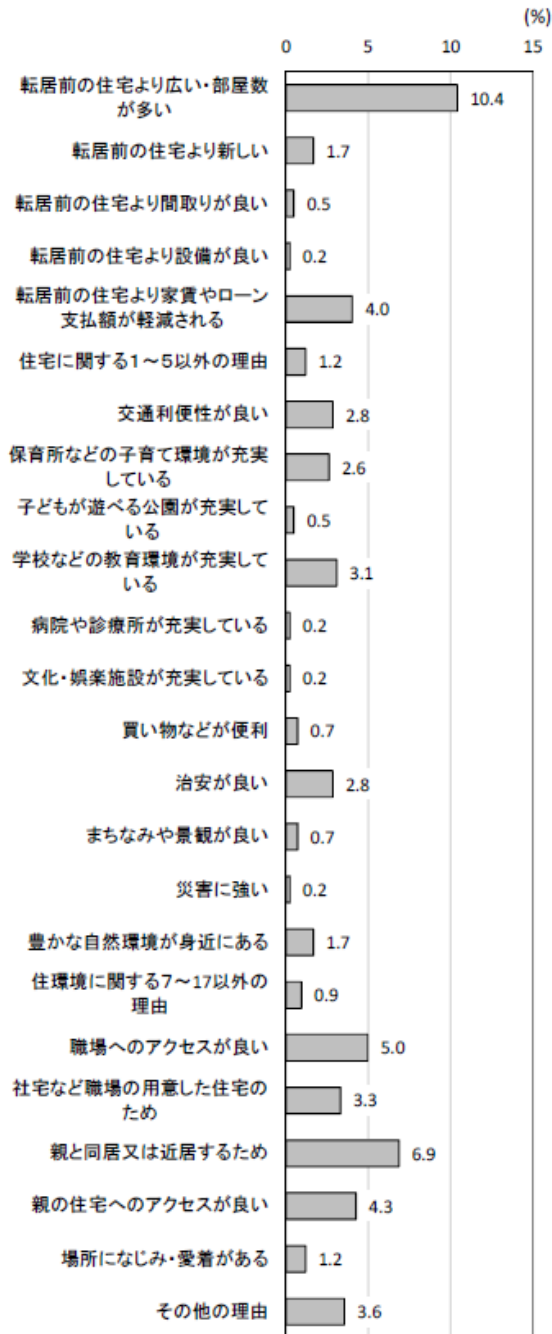 (%)
0 5 10 15
転居前の住宅より広い・部屋数
が多い
10.4
転居前の住宅より新しい
1.7
転居前の住宅より間取りが良い
0.5
転居前の住宅より設備が良い
0.2
転居前の住宅より家賃やローン
支払額が軽減される
4.0
住宅に関する1～5以外の理由
1.2
交通利便性が良い
2.8
保育所などの子育て環境が充実
している
2.6
子どもが遊べる公園が充実して
いる
0.5
学校などの教育環境が充実して
いる
3.1
病院や診療所が充実している
0.2
文化・娯楽施設が充実している
0.2
買い物などが便利
0.7
治安が良い
2.8
まちなみや景観が良い
0.7
災害に強い
0.2
豊かな自然環境が身近にある
1.7
住環境に関する7～17以外の
理由
0.9
職場へのアクセスが良い
5.0
社宅など職場の用意した住宅の
ため
3.3
親と同居又は近居するため
6.9
親の住宅へのアクセスが良い
4.3
場所になじみ・愛着がある
1.2
その他の理由
3.6